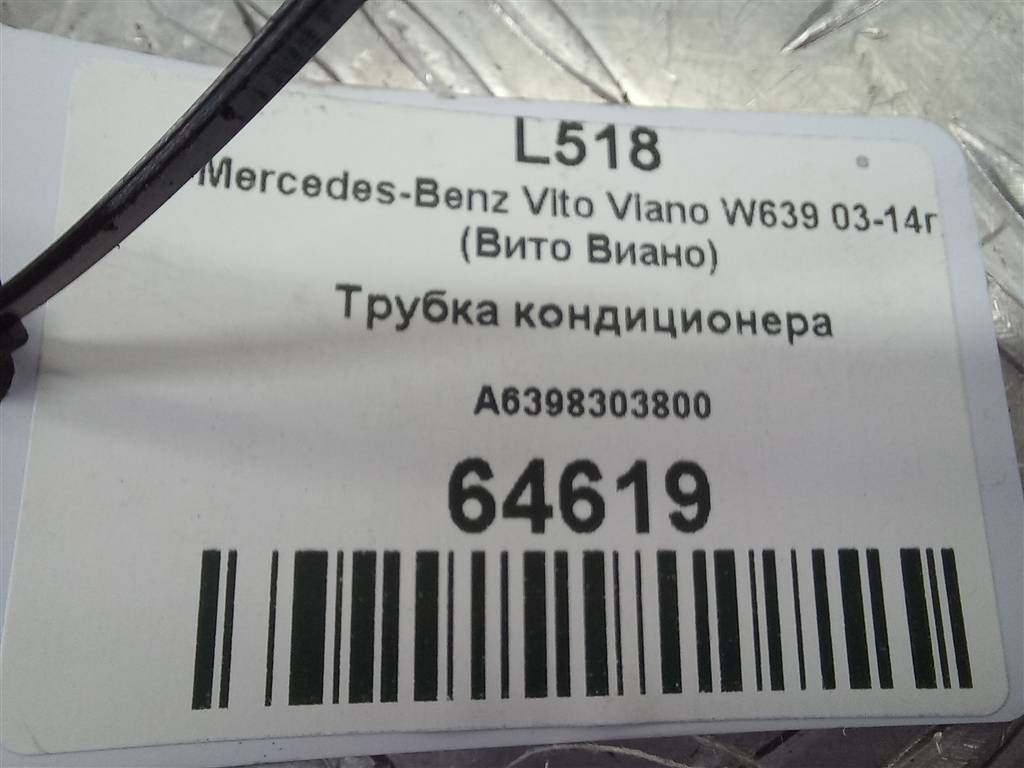 L518
Mercedes-Benz Vito Viano W639 03-14г
(Вито Виано)
Трубка кондиционера
A6398303800
64619